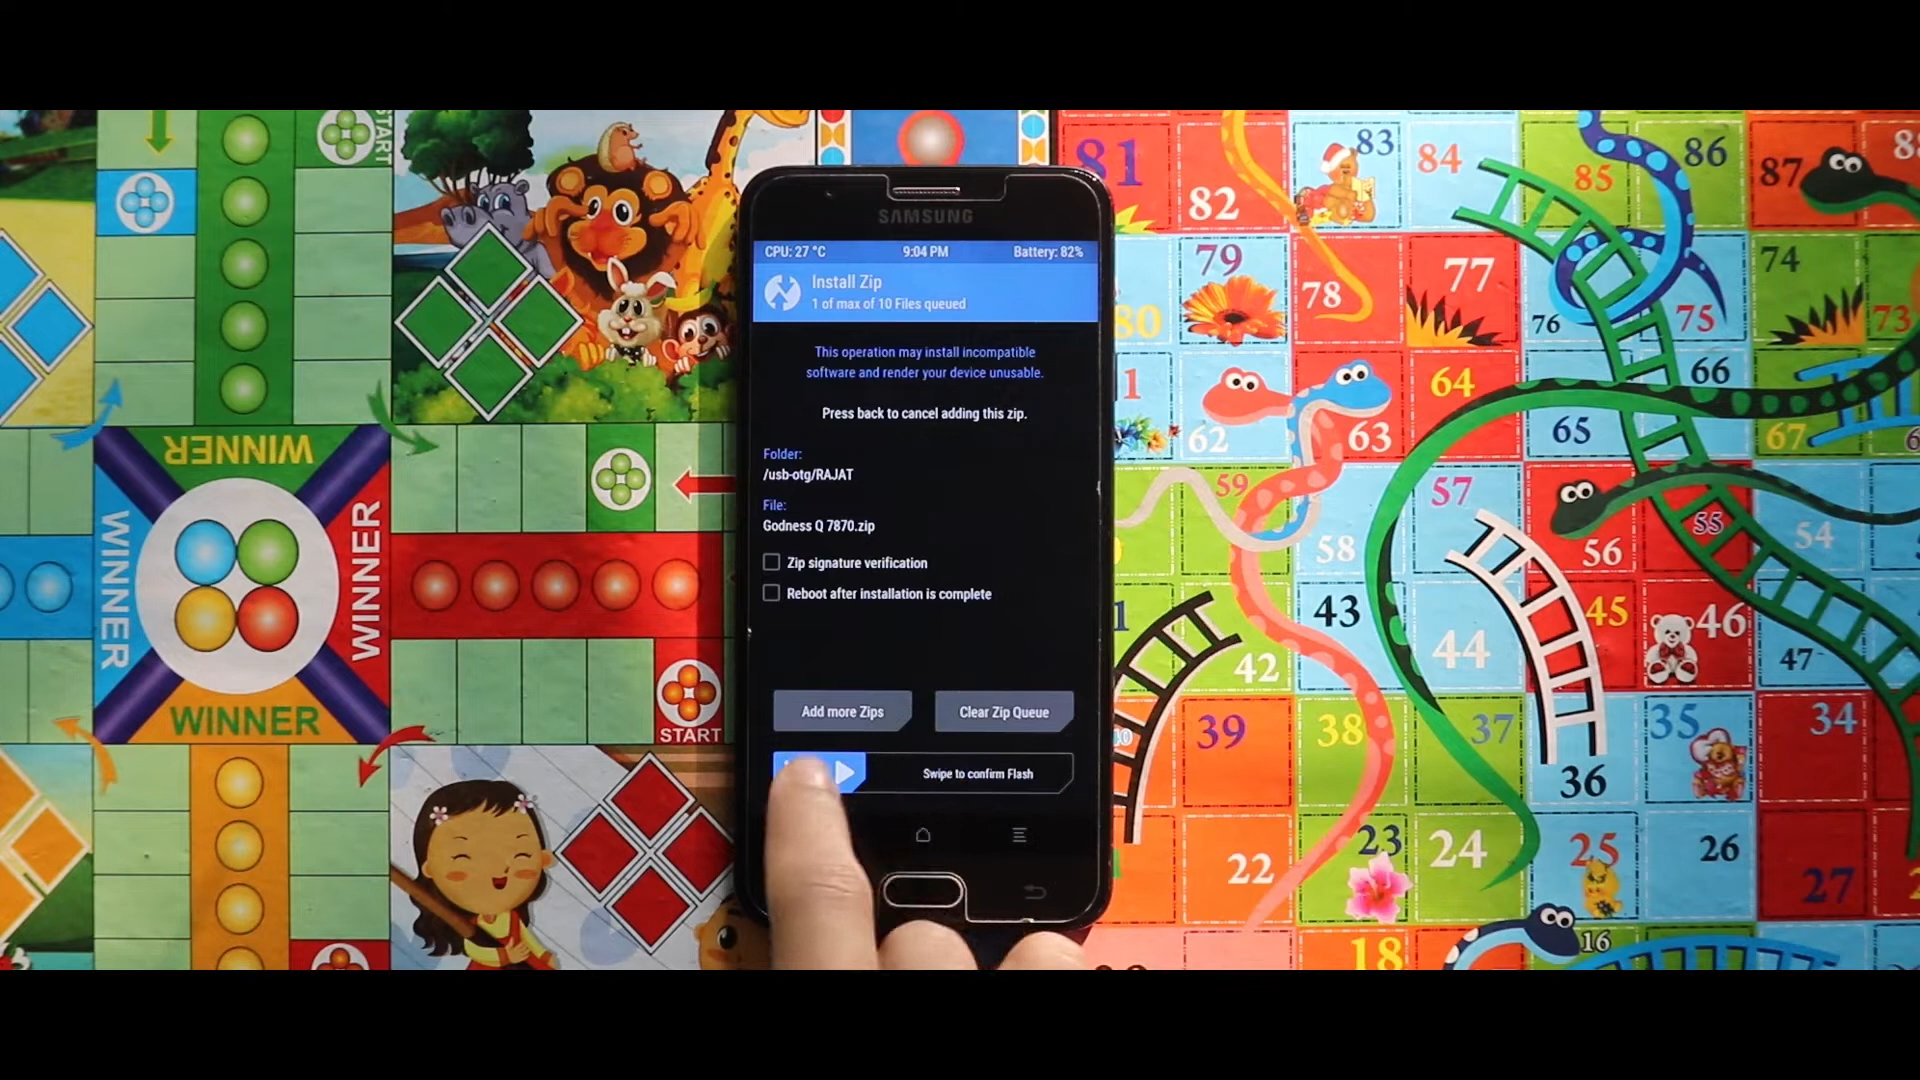 START
WINNER
WINNER
WINNER
WINNER
START
SAMSUNG
CPU: 27 °C
9:04 PM
Battery: 82%
Install Zip
1 of max of 10 Files queued
This operation may install incompatible
software and render your device unusable.
Press back to cancel adding this zip.
Folder:
/usb-otg/RAJAT
File:
Godness Q 7870.zip
Zip signature verification
Reboot after installation is complete
Add more Zips
Clear Zip Queue
Swipe to confirm Flash
81
82
83
84
85
86
87
80
79
78
77
76
75
74
73
62
63
64
65
66
67
59
58
57
56
55
54
42
43
44
45
46
47
39
38
37
36
35
34
22
23
24
25
26
27
18
16